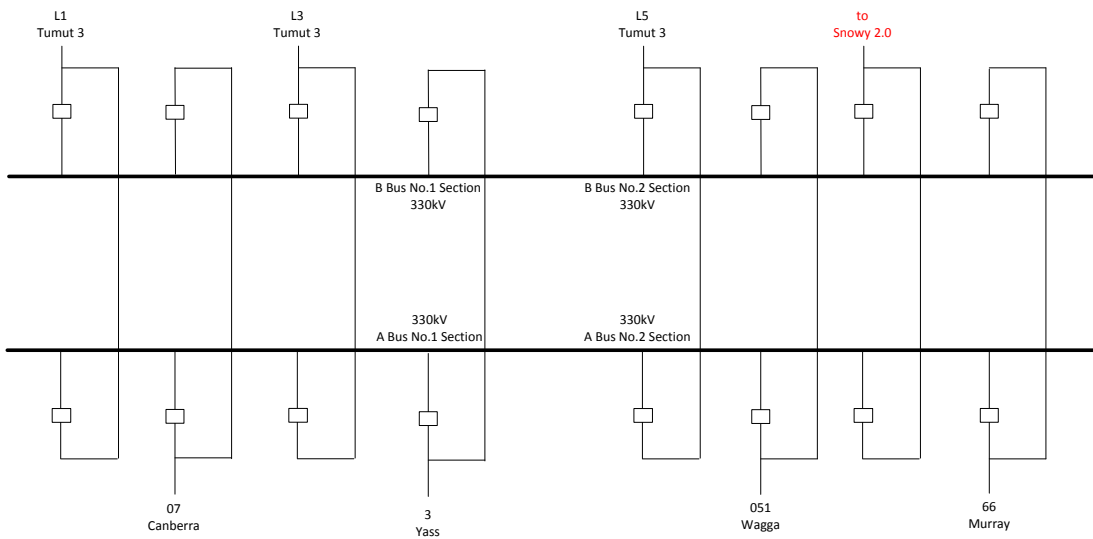 L1
Tumut 3
L3
Tumut 3
L5
Tumut 3
to
Snowy 2.0
B Bus No.1 Section
330kV
B Bus No.2 Section
330kV
330kV
A Bus No.1 Section
330kV
A Bus No.2 Section
07
Canberra
3
Yass
051
Wagga
66
Murray